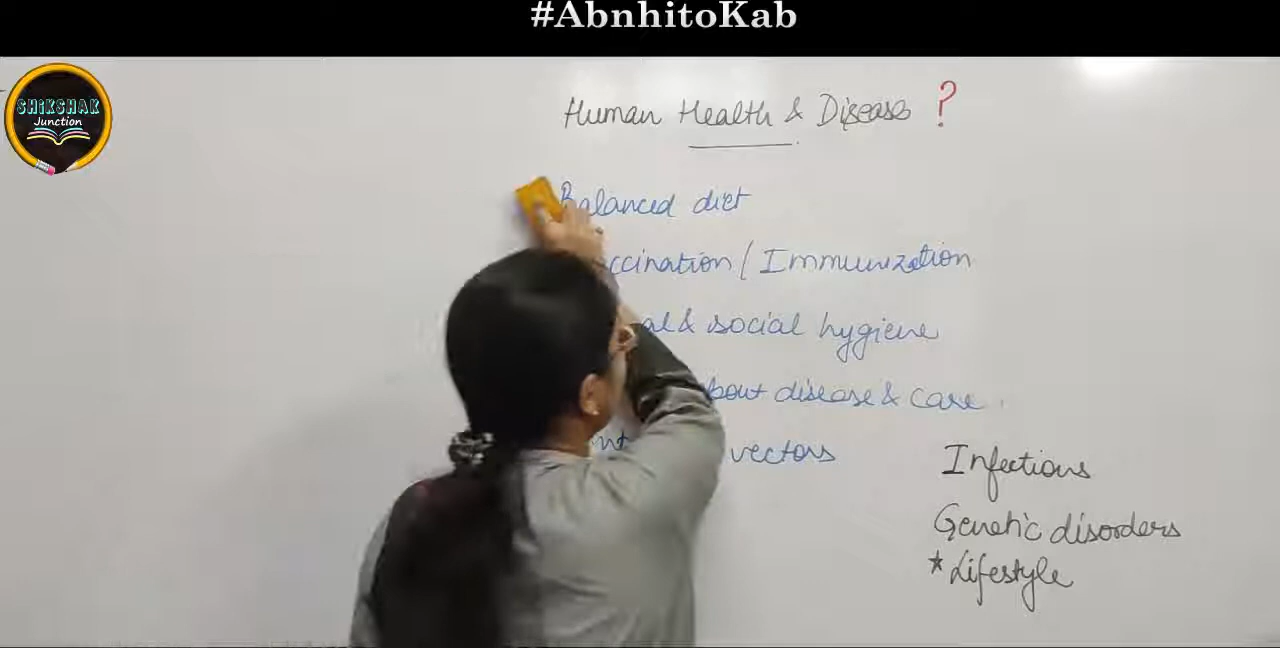 #AbnhitoKab
SHiKSHAK
Junction
Human Health & Diseases ?
Balanced diet
ccination / Immunization
al & social hygiene
bout disease & care.
vectors
Infections
Genetic disorders
* Lifestyle